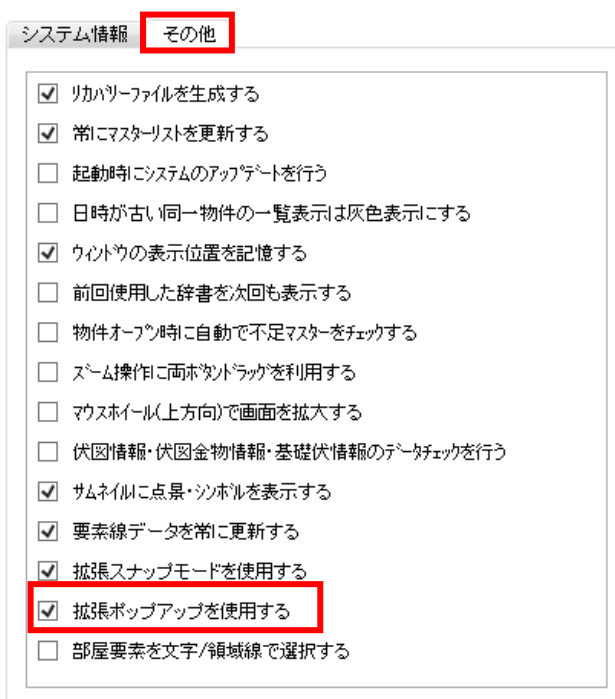 システム情報 その他
ﾘｶﾊﾞﾘｰﾌｧｲﾙを生成する
常にﾏｽﾀｰﾘｽﾄを更新する
起動時にｼｽﾃﾑのｱｯﾌﾟﾃﾞｰﾄを行う
日時が古い同一物件の一覧表示は灰色表示にする
ｳｨﾝﾄﾞｳの表示位置を記憶する
前回使用した辞書を次回も表示する
物件ｵｰﾌﾟﾝ時に自動で不足ﾏｽﾀｰをﾁｪｯｸする
ｽﾞｰﾑ操作に両ﾎﾞﾀﾝﾄﾞﾗｯｸﾞを利用する
ﾏｳｽﾎｲｰﾙ(上方向)で画面を拡大する
伏図情報・伏図金物情報・基礎伏情報のﾃﾞｰﾀﾁｪｯｸを行う
ｻﾑﾈｲﾙに点景・ｼﾝﾎﾞﾙを表示する
要素線データを常に更新する
拡張スナップモードを使用する
拡張ポップアップを使用する
部屋要素を文字/領域線で選択する